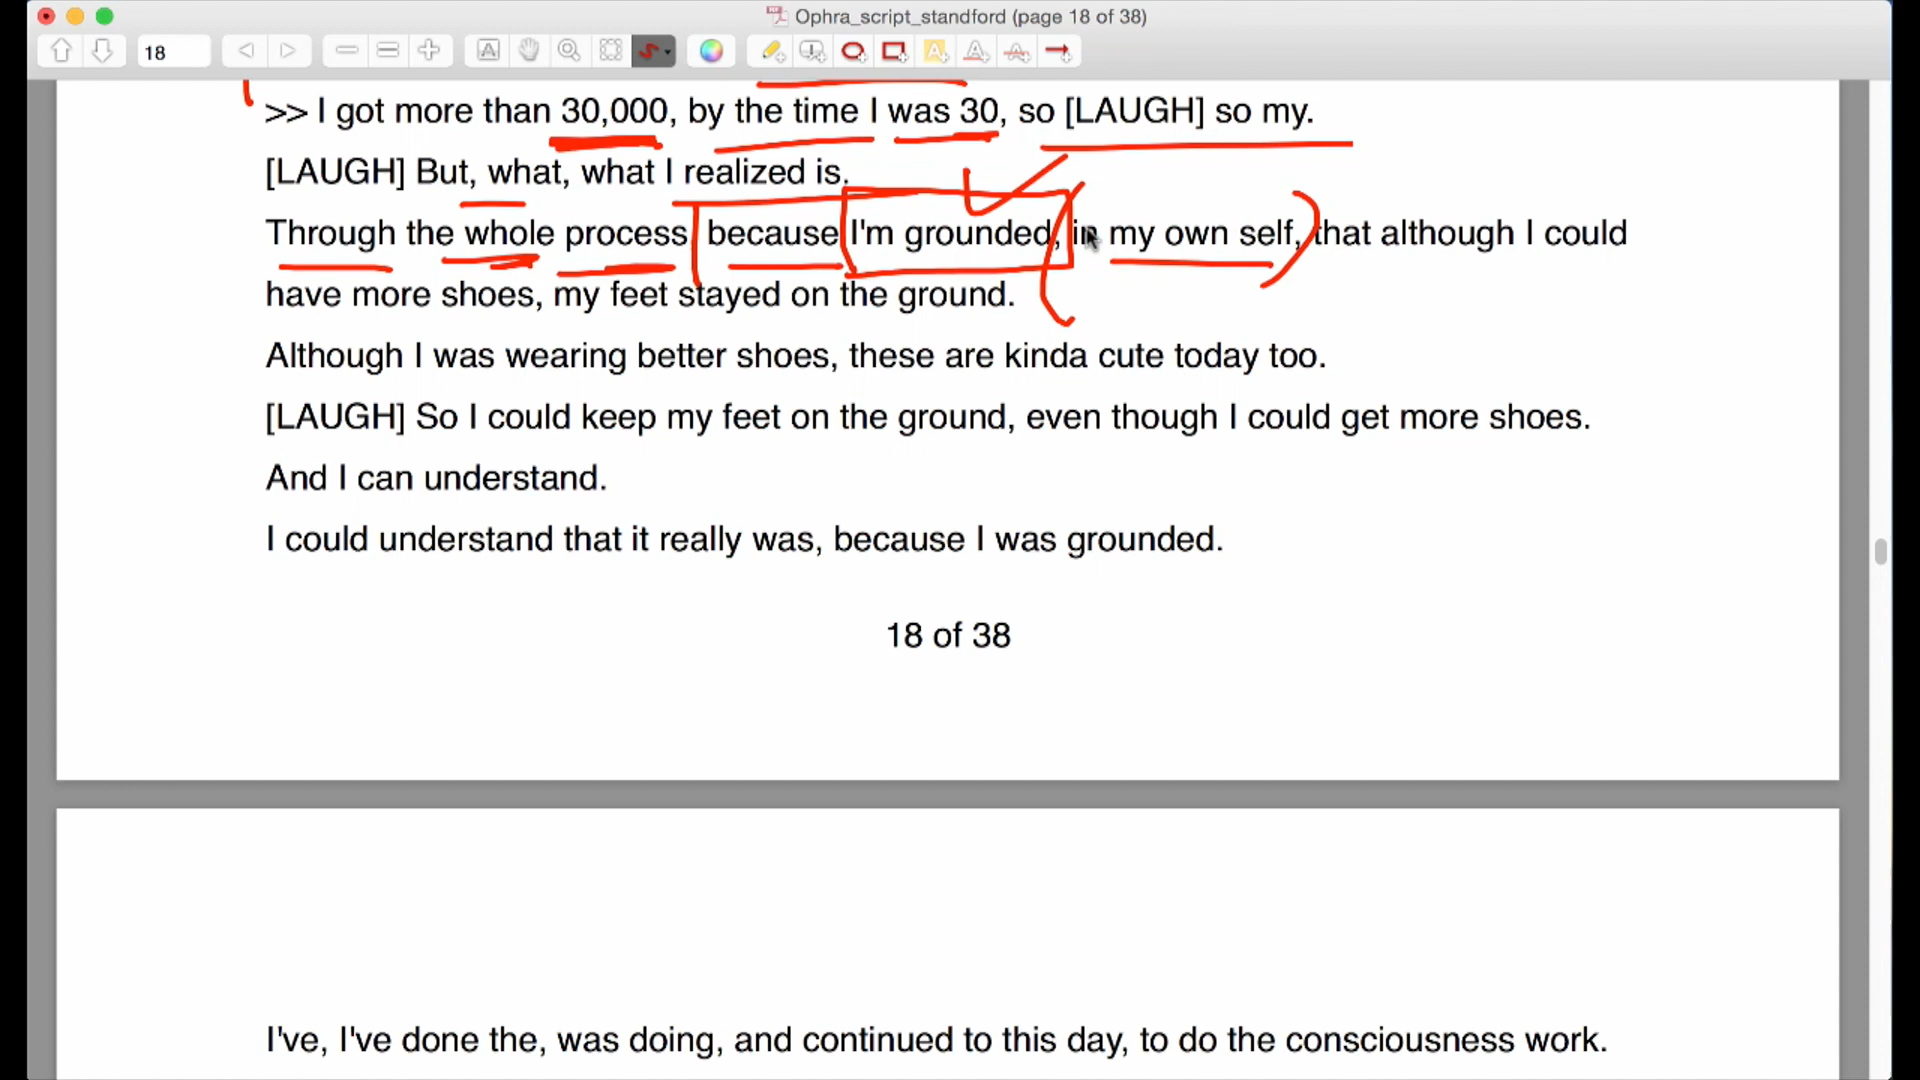 Ophra_script_standford (page 18 of 38)
18
>> I got more than 30,000, by the time I was 30, so [LAUGH] so my.
[LAUGH] But, what, what I realized is.
Through the whole process because I'm grounded, in my own self, that although I could
have more shoes, my feet stayed on the ground.
Although I was wearing better shoes, these are kinda cute today too.
[LAUGH] So I could keep my feet on the ground, even though I could get more shoes.
And I can understand.
I could understand that it really was, because I was grounded.
18 of 38
I've, I've done the, was doing, and continued to this day, to do the consciousness work.